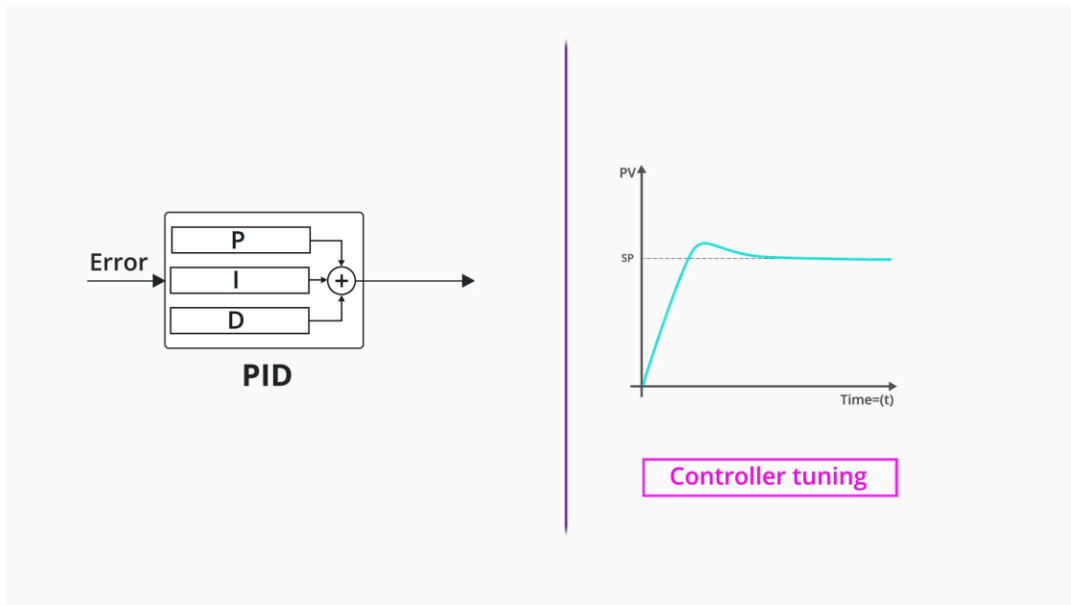 Error
P
I
D
+
PID
PV
SP
Time=(t)
Controller tuning